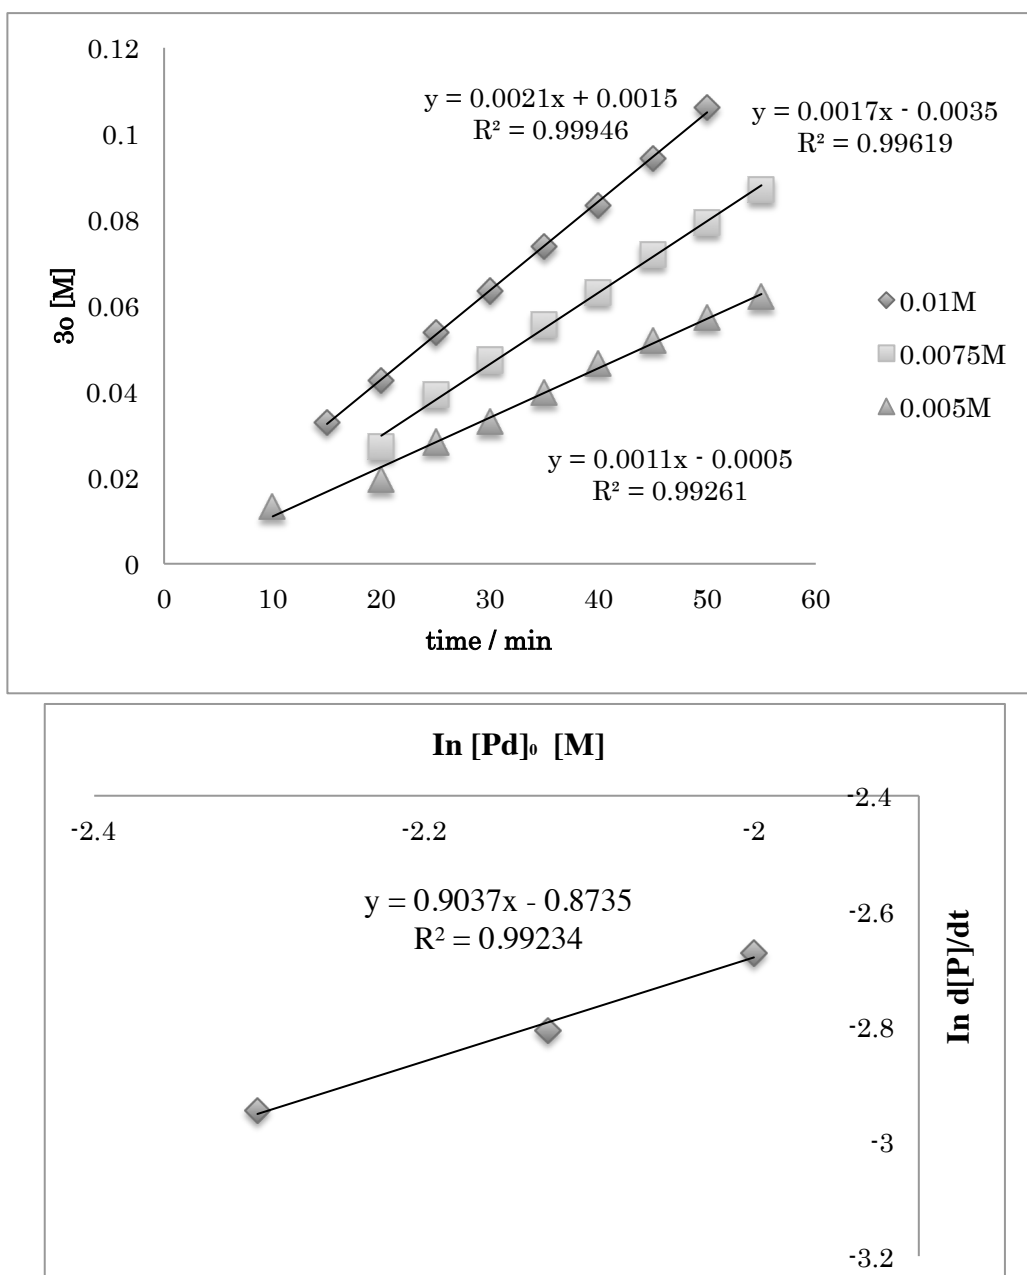 0.12
0.1
0.08
0.06
0.04
0.02
0
3o [M]
y = 0.0021x + 0.0015
R² = 0.99946
y = 0.0017x - 0.0035
R² = 0.99619
y = 0.0011x - 0.0005
R² = 0.99261
0.01M
0.0075M
0.005M
0 10 20 30 40 50 60
time / min
In [Pd]₀ [M]
-2.4 -2.2 -2
y = 0.9037x - 0.8735
R² = 0.99234
-2.4
-2.6
-2.8
-3
-3.2
In d[P]/dt